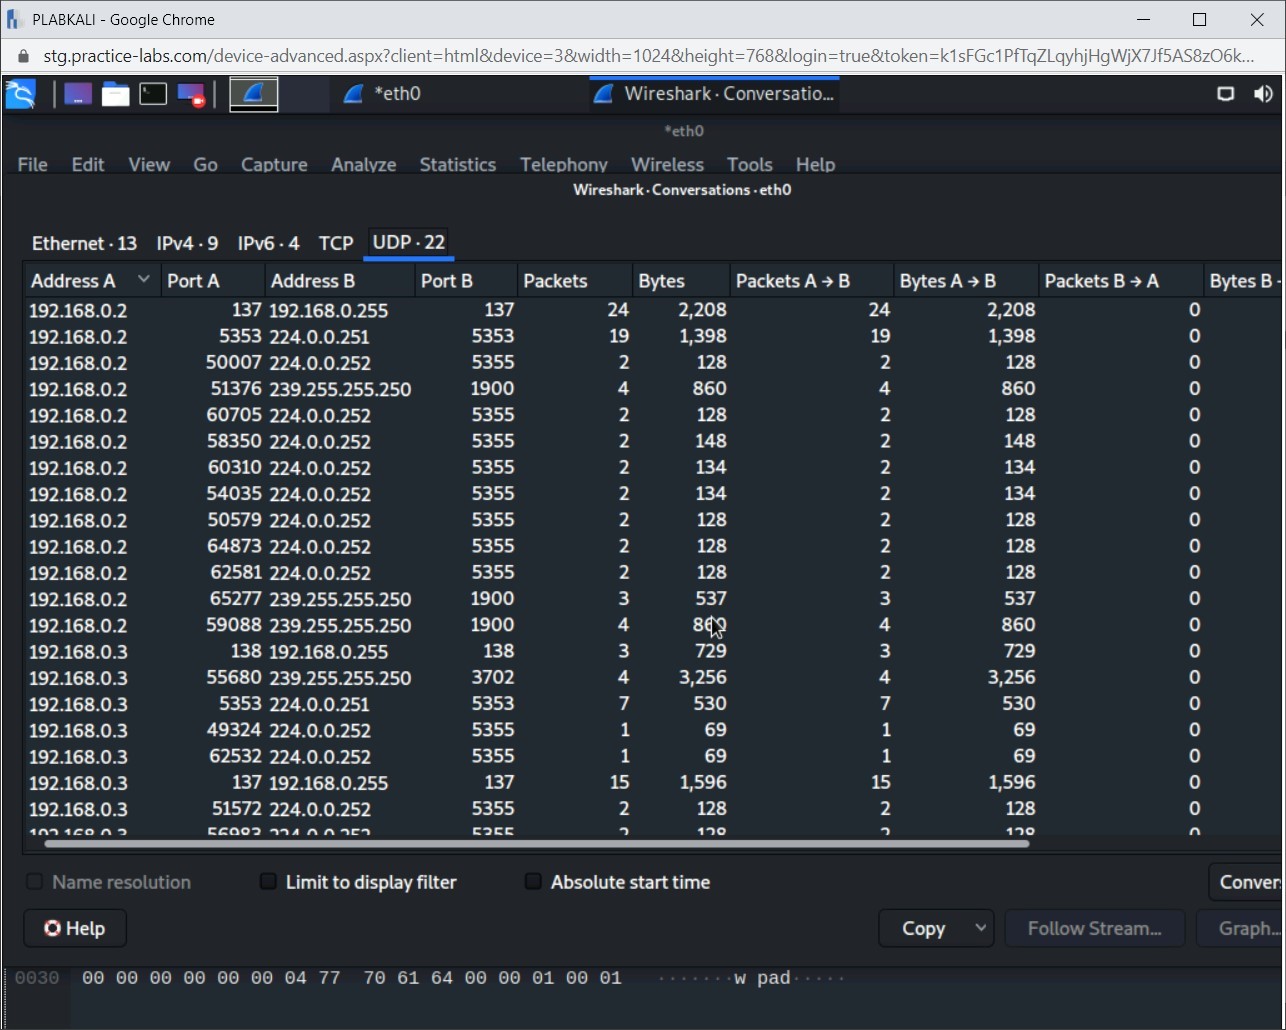 PLABKALI - Google Chrome
stg.practice-labs.com/device-advanced.aspx?client=html&device=3&width=1024&height=768&login=true&token=k1sFGc1PfTqZLqyhjHgWjX7Jf5AS8zO6k...
*eth0 Wireshark · Conversatio...
*eth0
File Edit View Go Capture Analyze Statistics Telephony Wireless Tools Help
Wireshark · Conversations · eth0
Ethernet · 13 IPv4 · 9 IPv6 · 4 TCP UDP · 22
Address A Port A Address B Port B Packets Bytes Packets A → B Bytes A → B Packets B → A Bytes B
192.168.0.2 137 192.168.0.255 137 24 2,208 24 2,208 0
192.168.0.2 5353 224.0.0.251 5353 19 1,398 19 1,398 0
192.168.0.2 50007 224.0.0.252 5355 2 128 2 128 0
192.168.0.2 51376 239.255.255.250 1900 4 860 4 860 0
192.168.0.2 60705 224.0.0.252 5355 2 128 2 128 0
192.168.0.2 58350 224.0.0.252 5355 2 148 2 148 0
192.168.0.2 60310 224.0.0.252 5355 2 134 2 134 0
192.168.0.2 54035 224.0.0.252 5355 2 134 2 134 0
192.168.0.2 50579 224.0.0.252 5355 2 128 2 128 0
192.168.0.2 64873 224.0.0.252 5355 2 128 2 128 0
192.168.0.2 62581 224.0.0.252 5355 2 128 2 128 0
192.168.0.2 65277 239.255.255.250 1900 3 537 3 537 0
192.168.0.2 59088 239.255.255.250 1900 4 860 4 860 0
192.168.0.3 138 192.168.0.255 138 3 729 3 729 0
192.168.0.3 55680 239.255.255.250 3702 4 3,256 4 3,256 0
192.168.0.3 5353 224.0.0.251 5353 7 530 7 530 0
192.168.0.3 49324 224.0.0.252 5355 1 69 1 69 0
192.168.0.3 62532 224.0.0.252 5355 1 69 1 69 0
192.168.0.3 137 192.168.0.255 137 15 1,596 15 1,596 0
192.168.0.3 51572 224.0.0.252 5355 2 128 2 128 0
192.168.0.3 56983 224.0.0.252 5355 2 128 2 128 0
Name resolution Limit to display filter Absolute start time Conver
Help Copy Follow Stream... Graph...
0030 00 00 00 00 00 00 04 77 70 61 64 00 00 01 00 01 ·······w pad·····